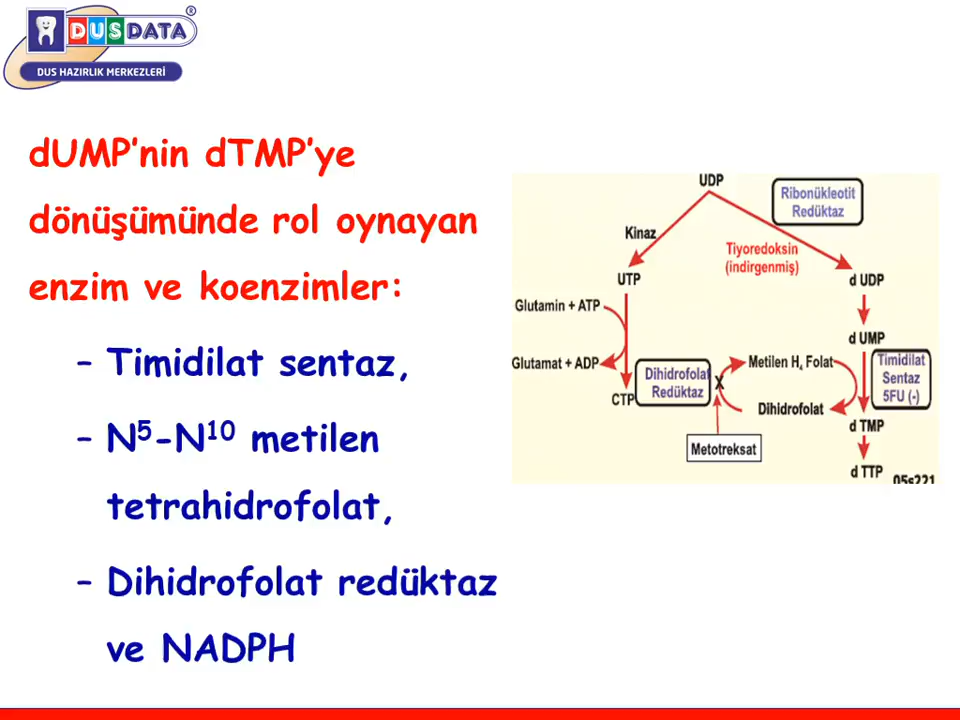 DUSDATA®
DUS HAZIRLIK MERKEZLERİ
dUMP’nin dTMP’ye
dönüşümünde rol oynayan
enzim ve koenzimler:
– Timidilat sentaz,
– N⁵-N¹⁰ metilen
tetrahidrofolat,
– Dihidrofolat redüktaz
ve NADPH
UDP
Ribonükleotit
Redüktaz
Kinaz
Tiyoredoksin
(indirgenmiş)
UTP
d UDP
Glutamin + ATP
d UMP
Glutamat + ADP
Dihidrofolat
Redüktaz
X
Metilen H₄ Folat
Timidilat
Sentaz
5FU (-)
CTP
Dihidrofolat
d TMP
Metotreksat
d TTP
05s221